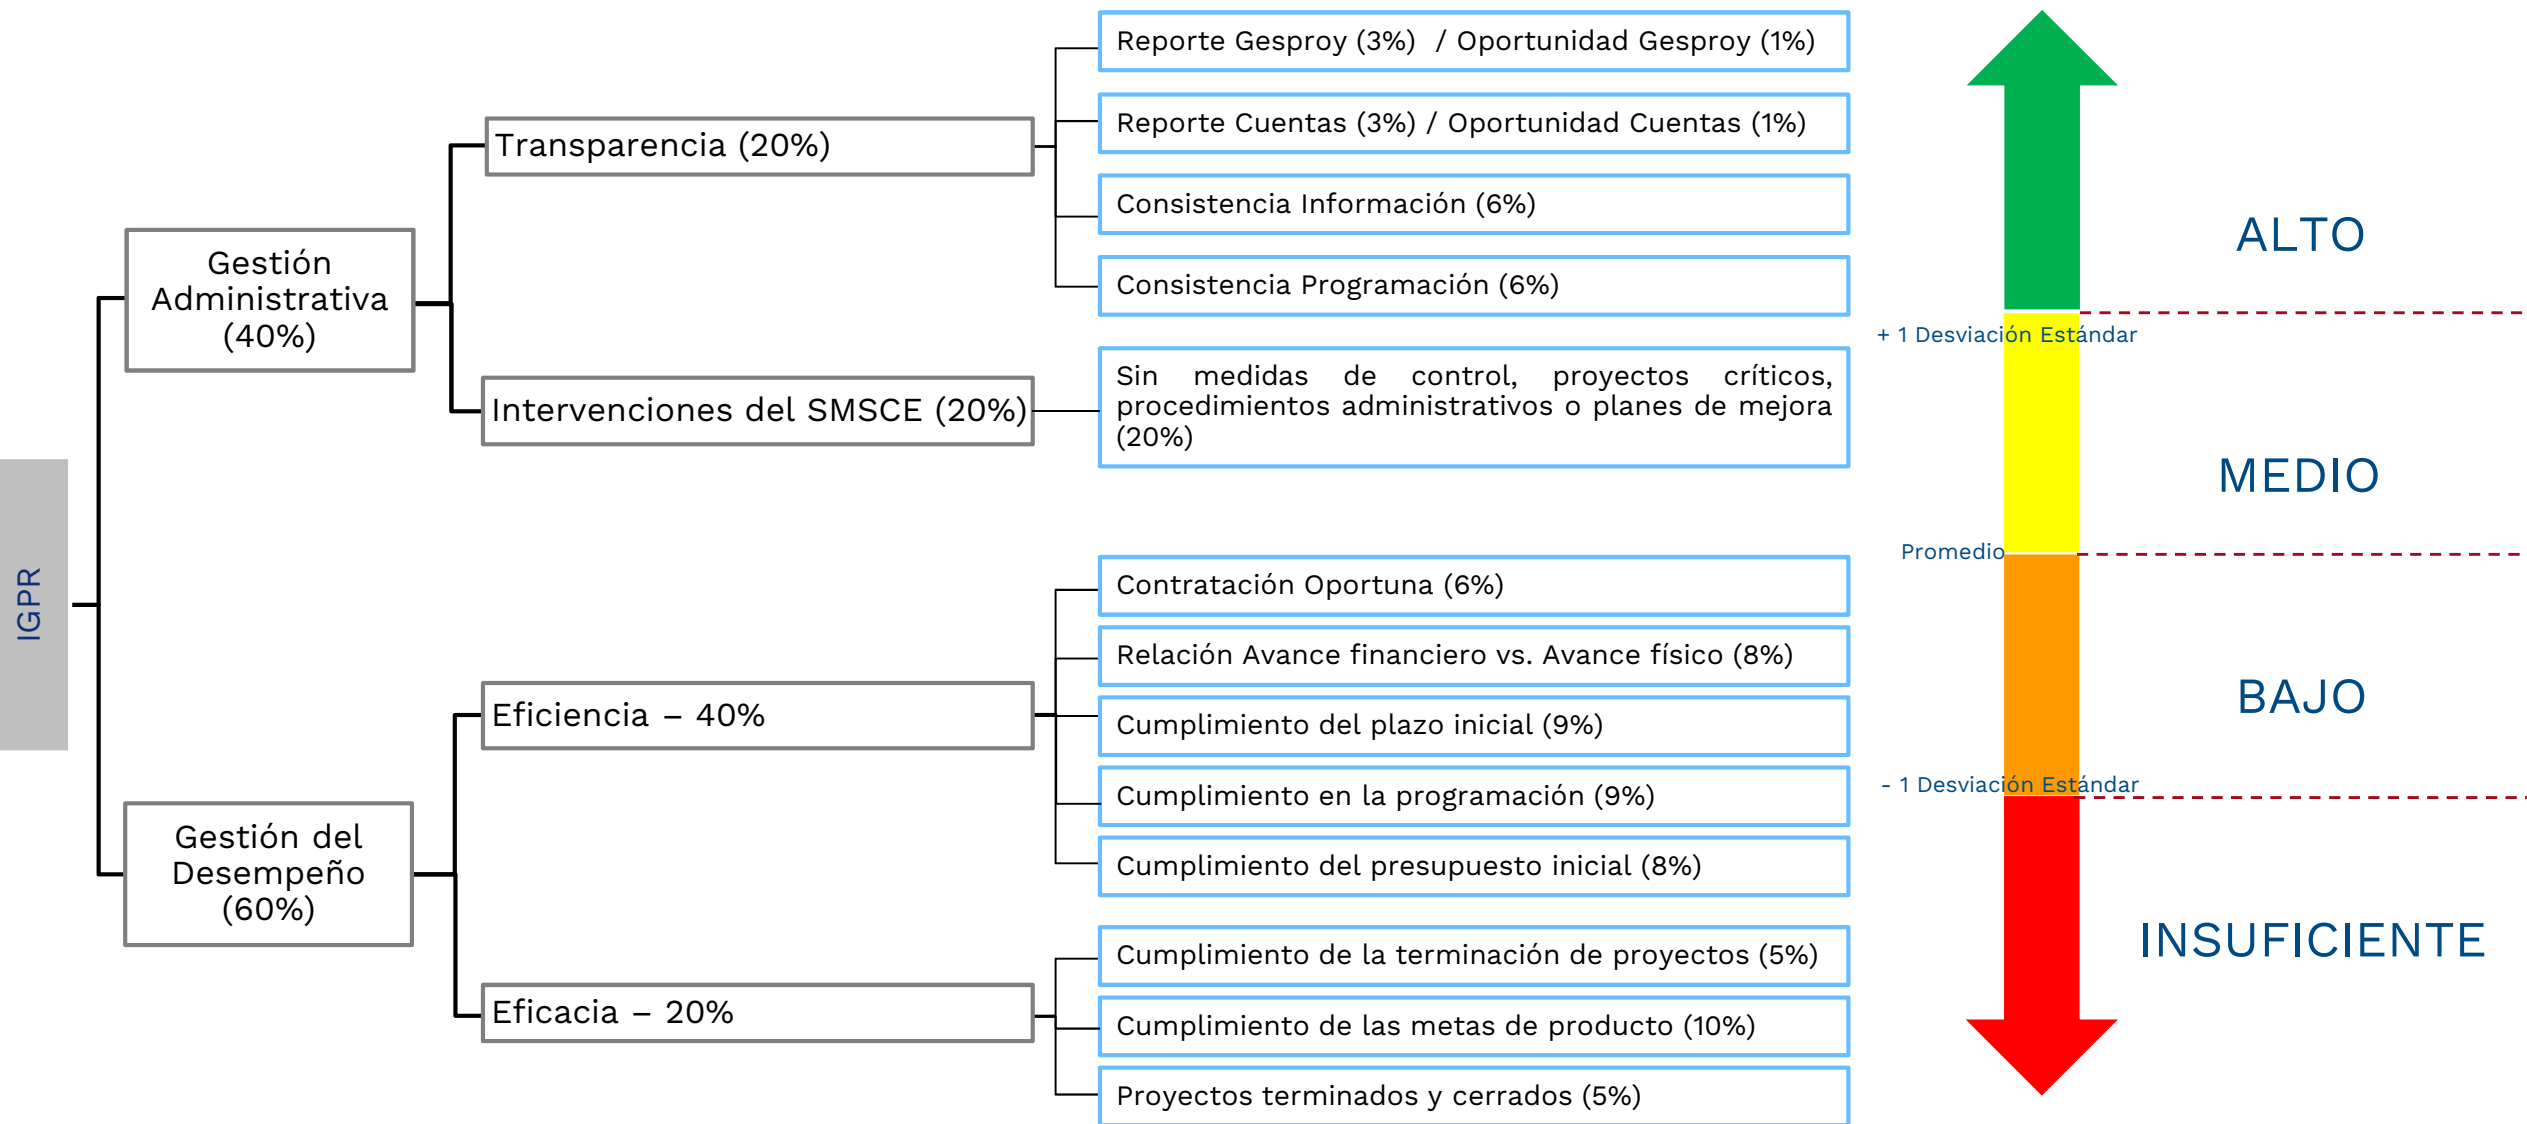 IGPR
Gestión
Administrativa
(40%)
Gestión del
Desempeño
(60%)
Transparencia (20%)
Intervenciones del SMSCE (20%)
Eficiencia – 40%
Eficacia – 20%
Reporte Gesproy (3%) / Oportunidad Gesproy (1%)
Reporte Cuentas (3%) / Oportunidad Cuentas (1%)
Consistencia Información (6%)
Consistencia Programación (6%)
Sin medidas de control, proyectos críticos,
procedimientos administrativos o planes de mejora
(20%)
Contratación Oportuna (6%)
Relación Avance financiero vs. Avance físico (8%)
Cumplimiento del plazo inicial (9%)
Cumplimiento en la programación (9%)
Cumplimiento del presupuesto inicial (8%)
Cumplimiento de la terminación de proyectos (5%)
Cumplimiento de las metas de producto (10%)
Proyectos terminados y cerrados (5%)
ALTO
+ 1 Desviación Estándar
MEDIO
Promedio
BAJO
- 1 Desviación Estándar
INSUFICIENTE